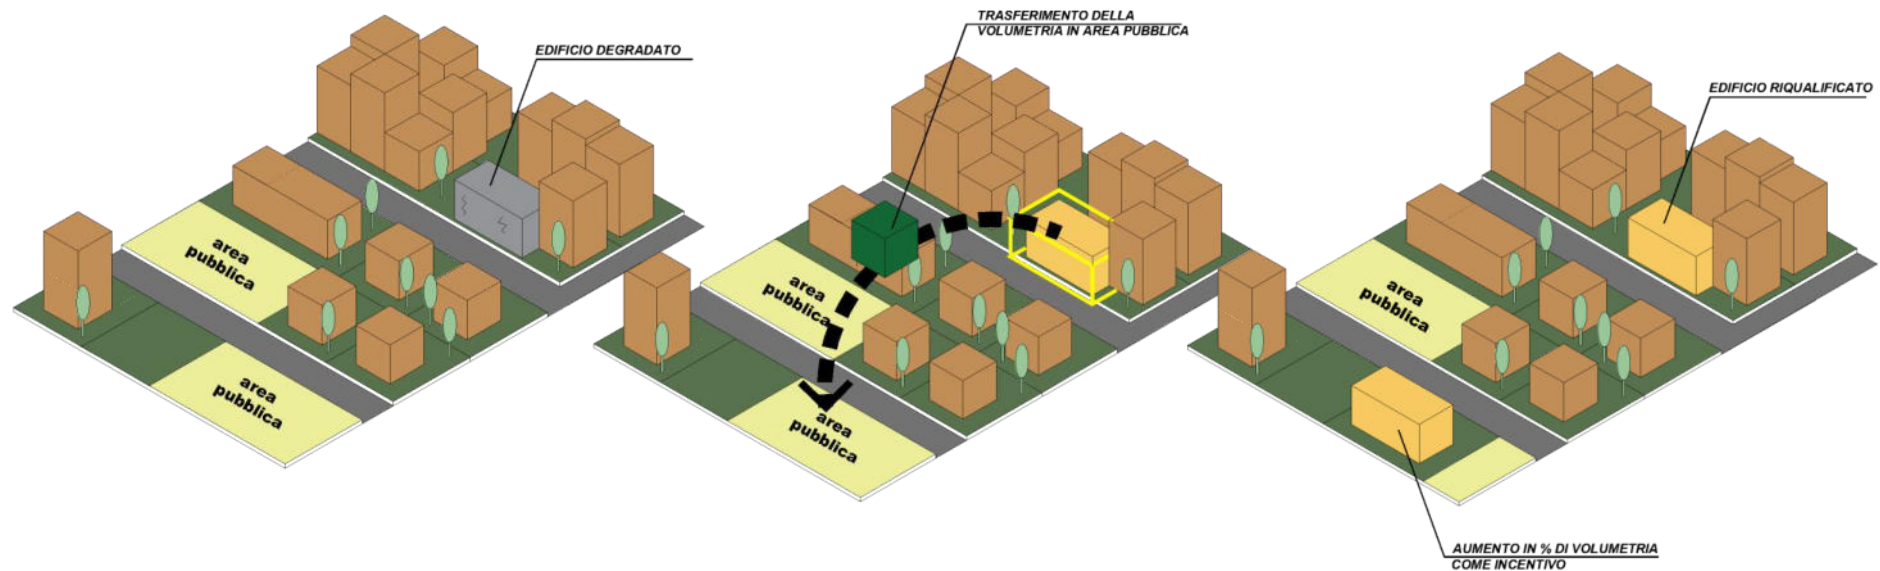 EDIFICIO DEGRADATO
area
pubblica
area
pubblica
TRASFERIMENTO DELLA
VOLUMETRIA IN AREA PUBBLICA
area
pubblica
area
pubblica
EDIFICIO RIQUALIFICATO
area
pubblica
AUMENTO IN % DI VOLUMETRIA
COME INCENTIVO